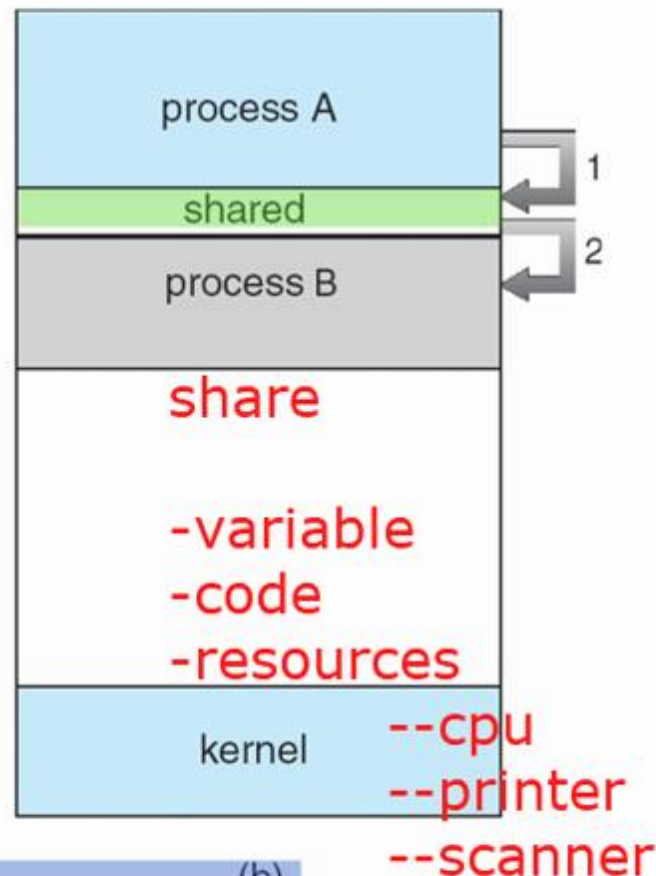 process A
1
shared
2
process B
share
-variable
-code
-resources
kernel
--cpu
--printer
--scanner
(b)